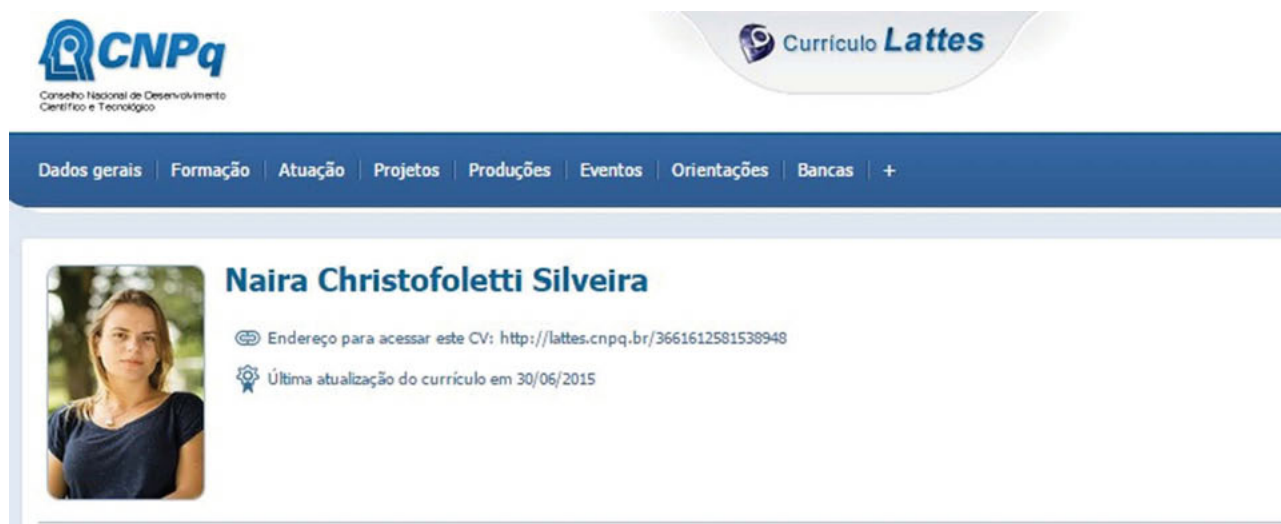 CNPq
Conselho Nacional de Desenvolvimento
Científico e Tecnológico
Currículo Lattes
Dados gerais | Formação | Atuação | Projetos | Produções | Eventos | Orientações | Bancas | +
Naira Christofoletti Silveira
Endereço para acessar este CV: http://lattes.cnpq.br/3661612581538948
Última atualização do currículo em 30/06/2015